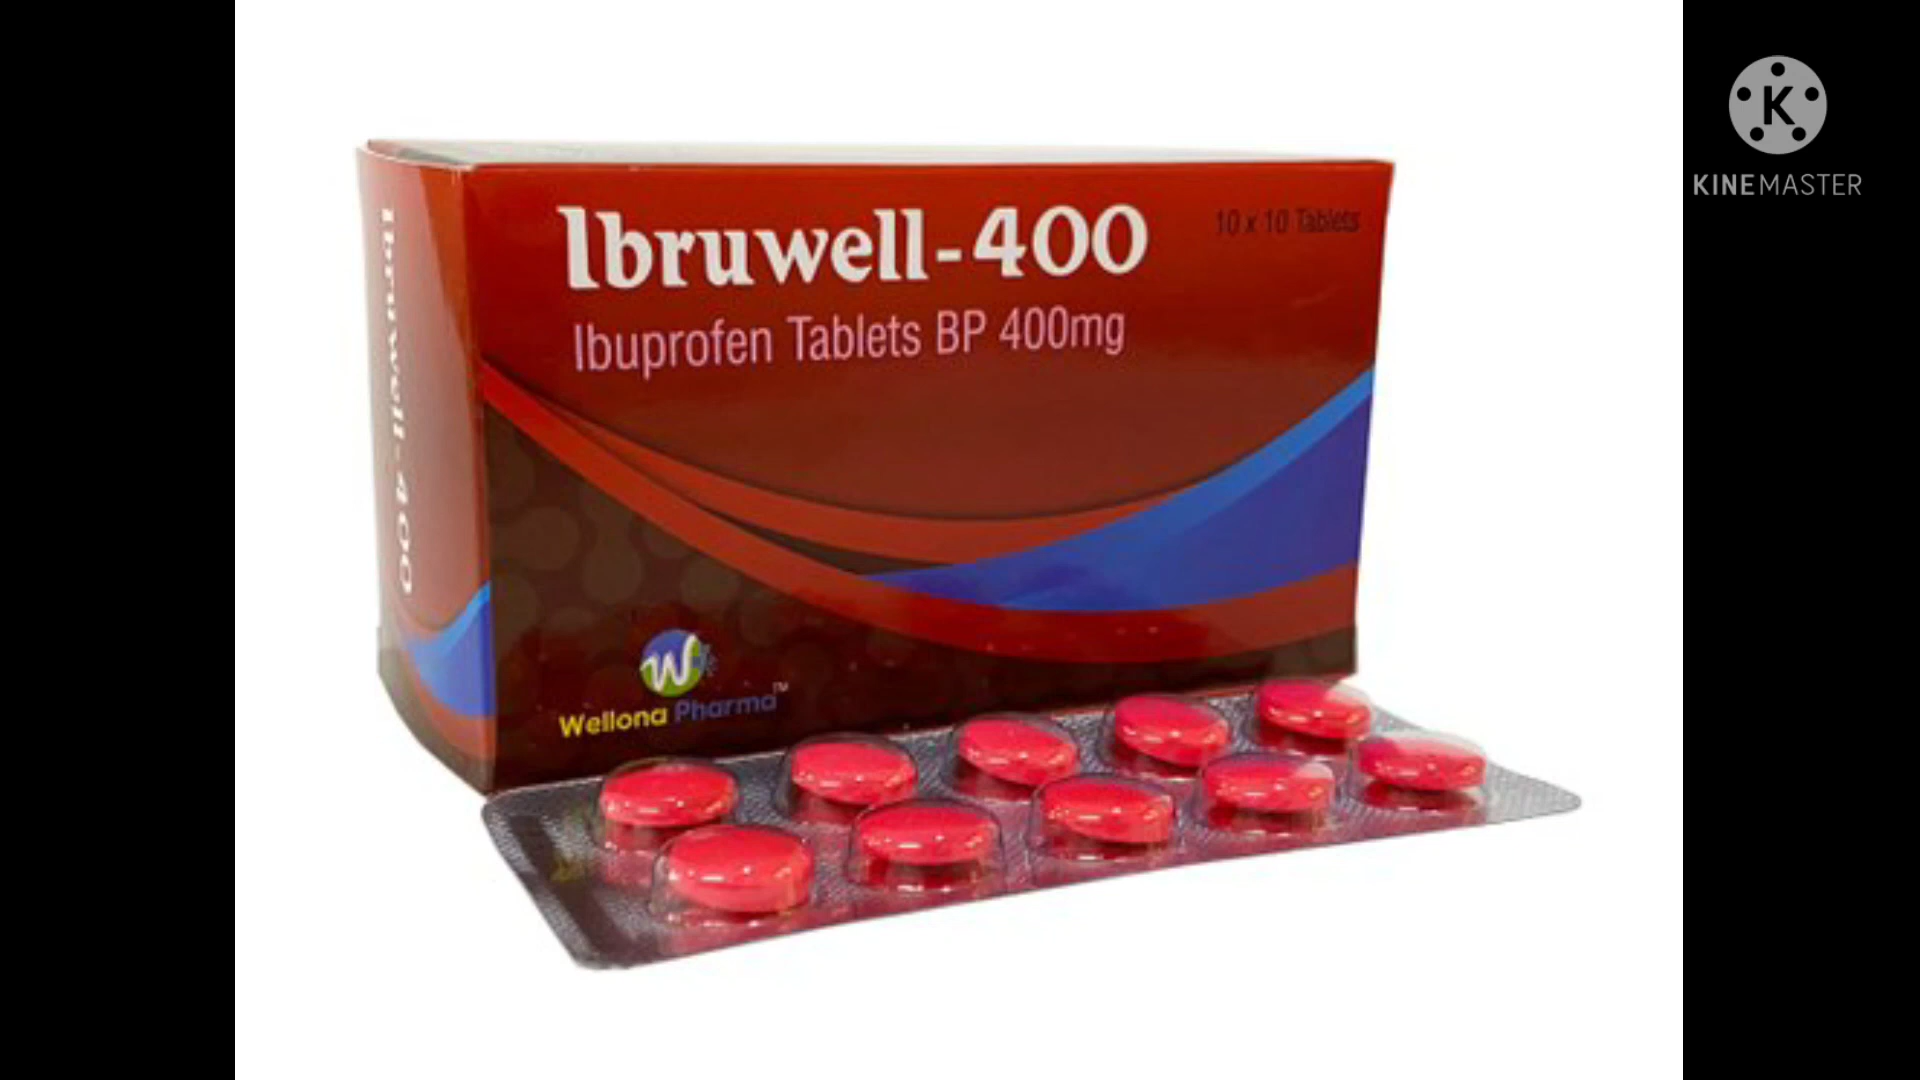 Ibruwell-400
10 x 10 Tablets
Ibuprofen Tablets BP 400mg
Ibruwell-400
W
Wellona Pharma™
K
KINEMASTER